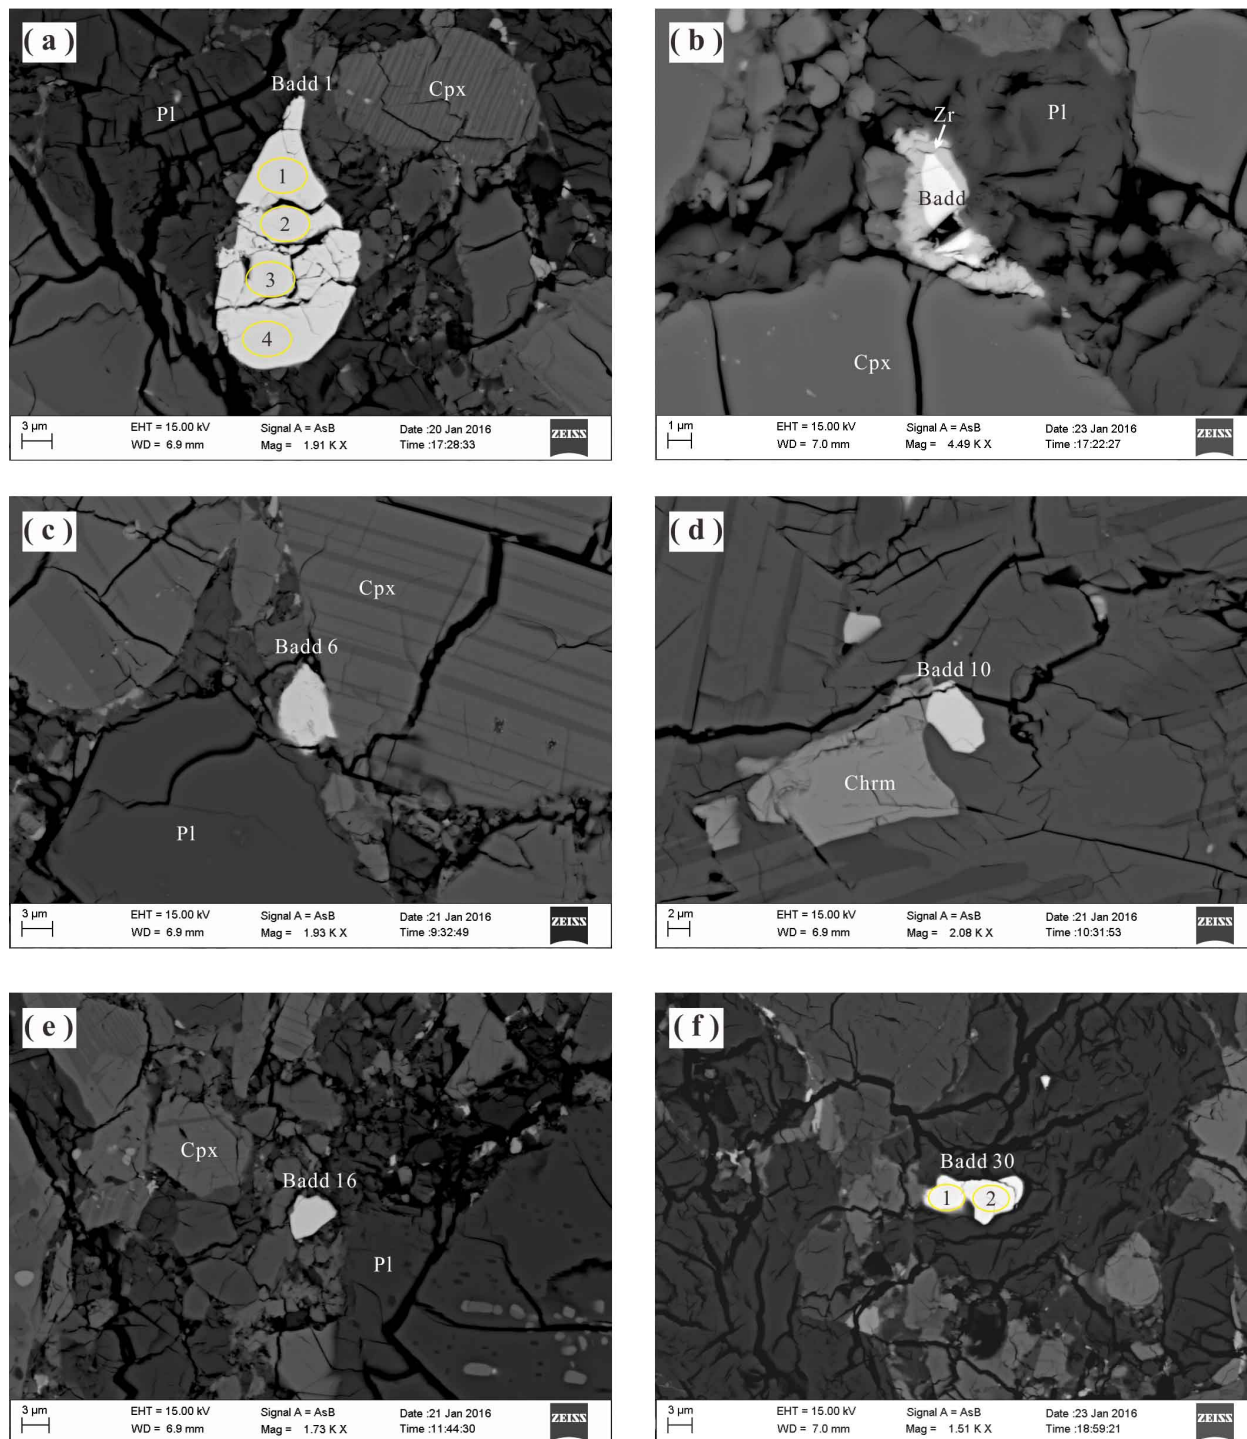 ( a )
Badd 1
Cpx
Pl
1
2
3
4
3 µm
EHT = 15.00 kV
Signal A = AsB
Date :20 Jan 2016
WD = 6.9 mm
Mag = 1.91 K X
Time :17:28:33
ZEISS
( b )
Zr
Pl
Badd
Cpx
1 µm
EHT = 15.00 kV
Signal A = AsB
Date :23 Jan 2016
WD = 7.0 mm
Mag = 4.49 K X
Time :17:22:27
ZEISS
( c )
Cpx
Badd 6
Pl
3 µm
EHT = 15.00 kV
Signal A = AsB
Date :21 Jan 2016
WD = 6.9 mm
Mag = 1.93 K X
Time :9:32:49
ZEISS
( d )
Badd 10
Chrm
2 µm
EHT = 15.00 kV
Signal A = AsB
Date :21 Jan 2016
WD = 6.9 mm
Mag = 2.08 K X
Time :10:31:53
ZEISS
( e )
Cpx
Badd 16
Pl
3 µm
EHT = 15.00 kV
Signal A = AsB
Date :21 Jan 2016
WD = 6.9 mm
Mag = 1.73 K X
Time :11:44:30
ZEISS
( f )
Badd 30
1
2
3 µm
EHT = 15.00 kV
Signal A = AsB
Date :23 Jan 2016
WD = 7.0 mm
Mag = 1.51 K X
Time :18:59:21
ZEISS